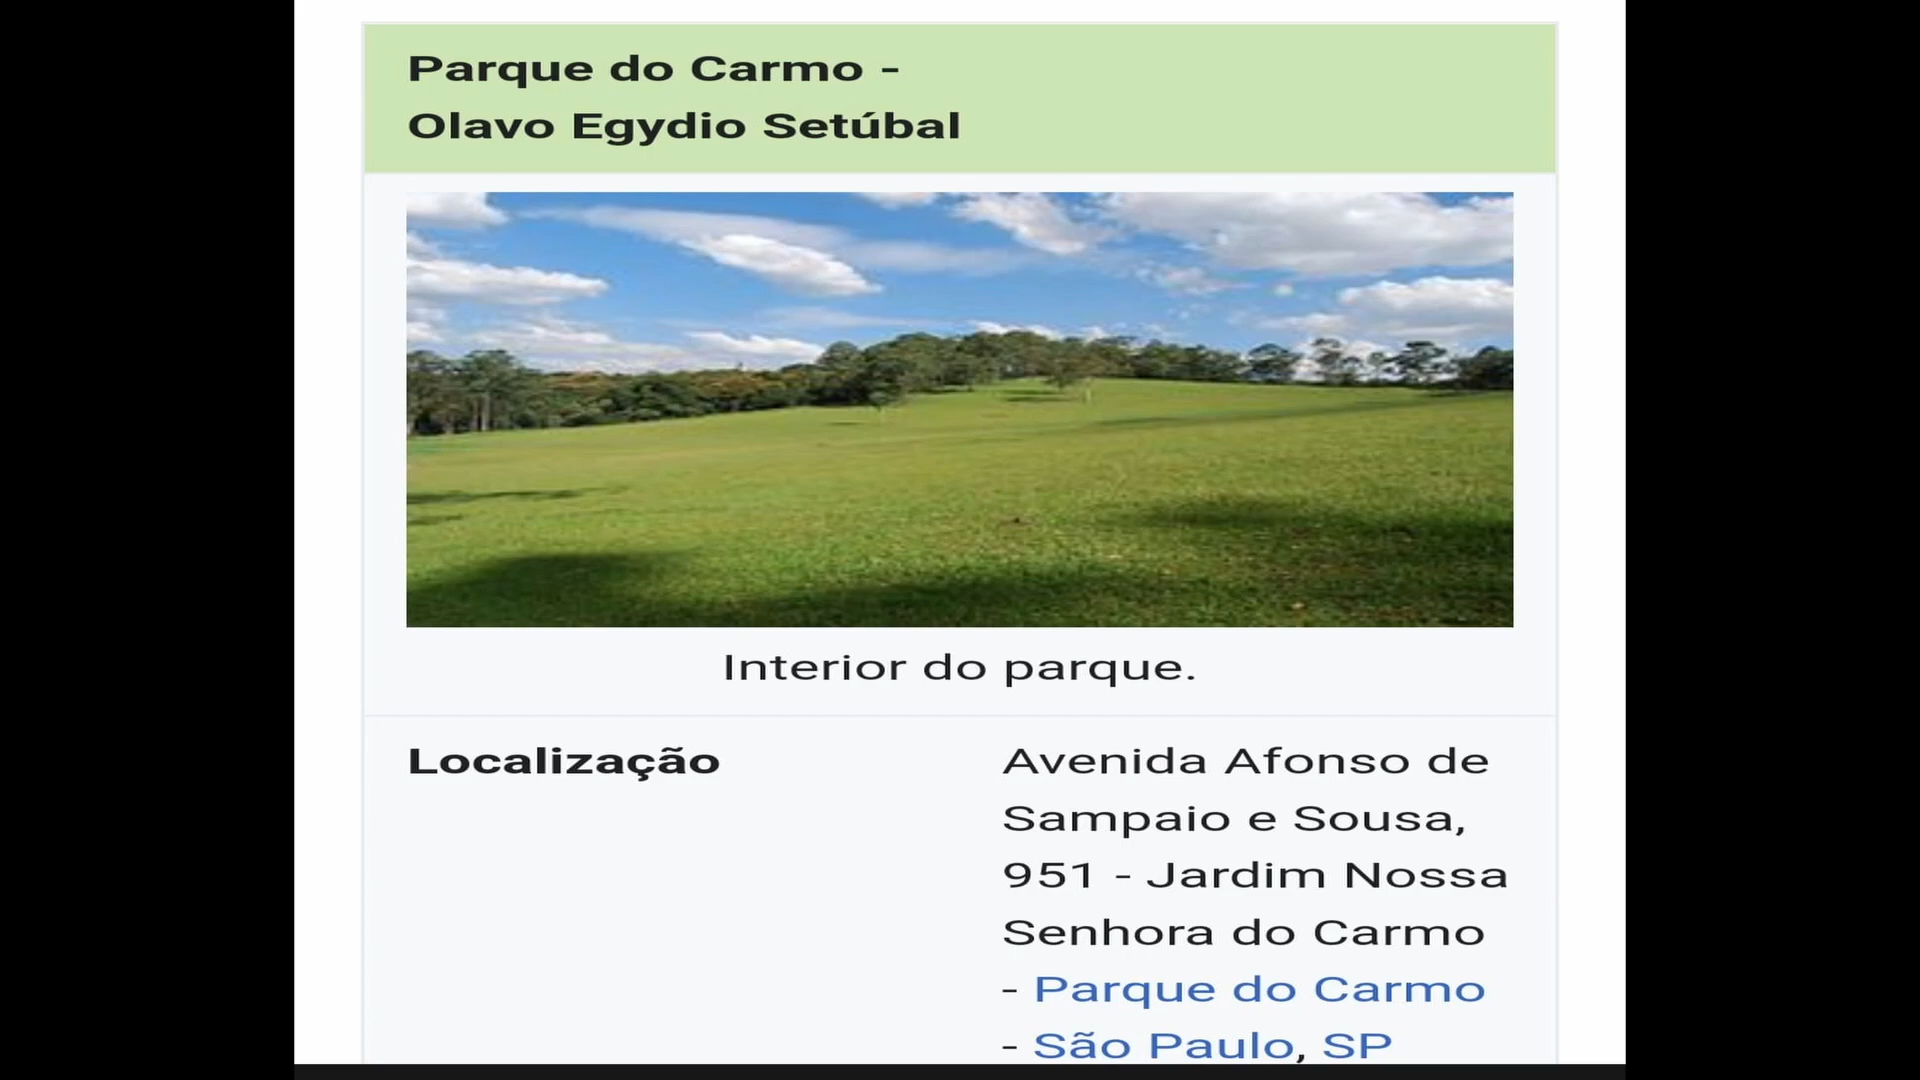 Parque do Carmo -
Olavo Egydio Setúbal
Interior do parque.
Localização
Avenida Afonso de
Sampaio e Sousa,
951 - Jardim Nossa
Senhora do Carmo
- Parque do Carmo
- São Paulo, SP